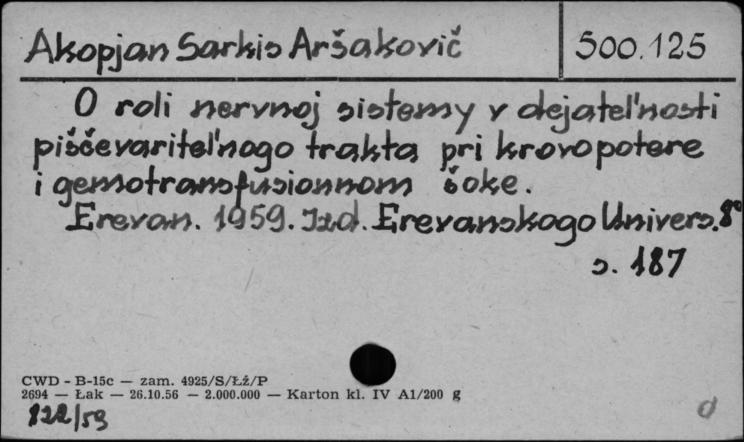 Akopjan Sarkis Aršakovič 500.125
O roli nervnoj sistemy v dejatel'nosti
piščevaritel'nogo trakta pri krovopotere
i gemotransfusionnom šoke.
Erevan. 1959. Izd. Erevanskogo Univers. 8°
s. 187
CWD - B-15c — zam. 4925/S/Łź/P
2694 — Łak — 26.10.56 — 2.000.000 — Karton kl. IV A1/200 g
122/59
d